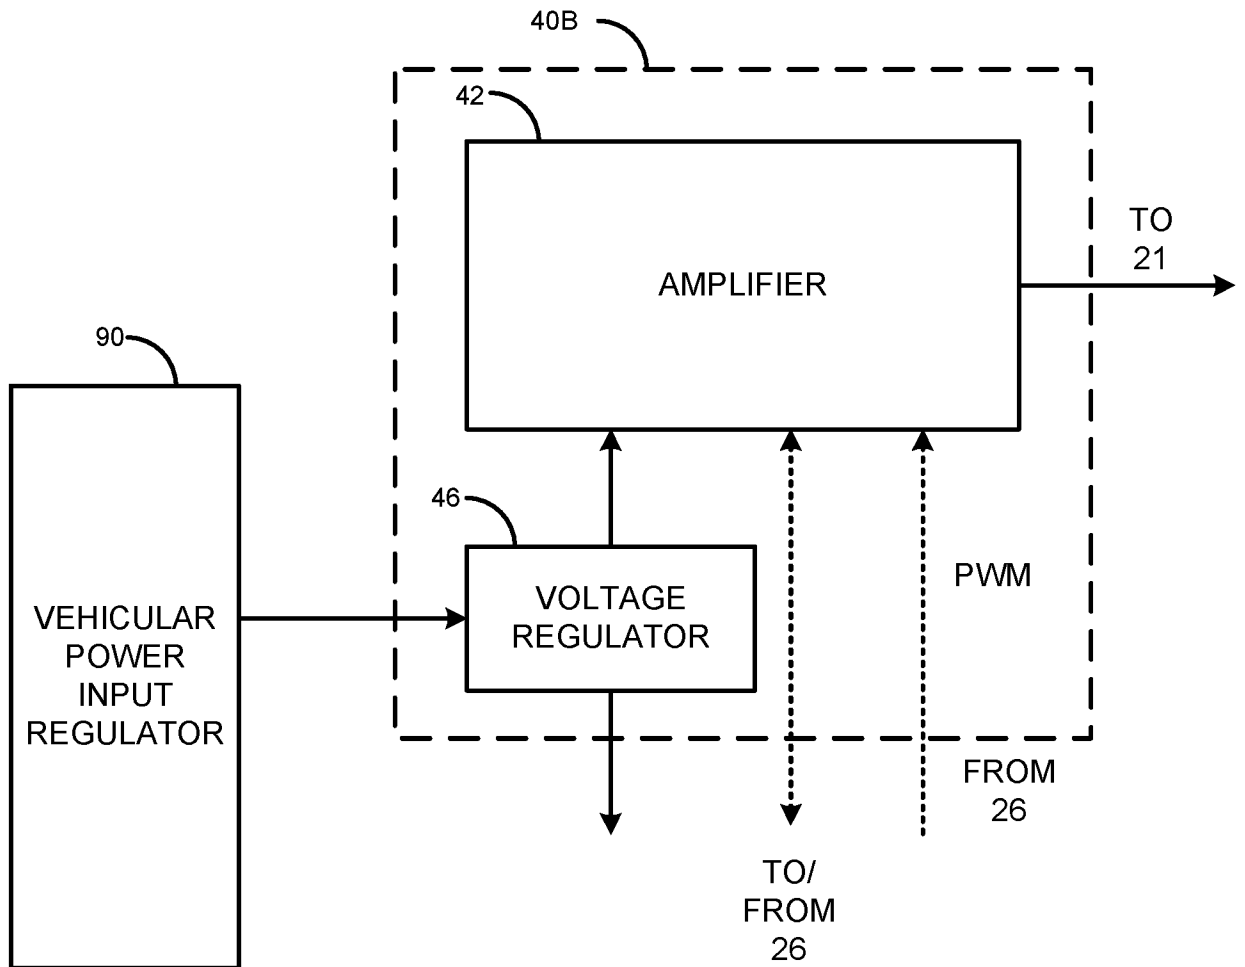 40B
42
TO
21
AMPLIFIER
90
46
PWM
VOLTAGE
REGULATOR
VEHICULAR
POWER
INPUT
REGULATOR
FROM
26
TO/
FROM
26